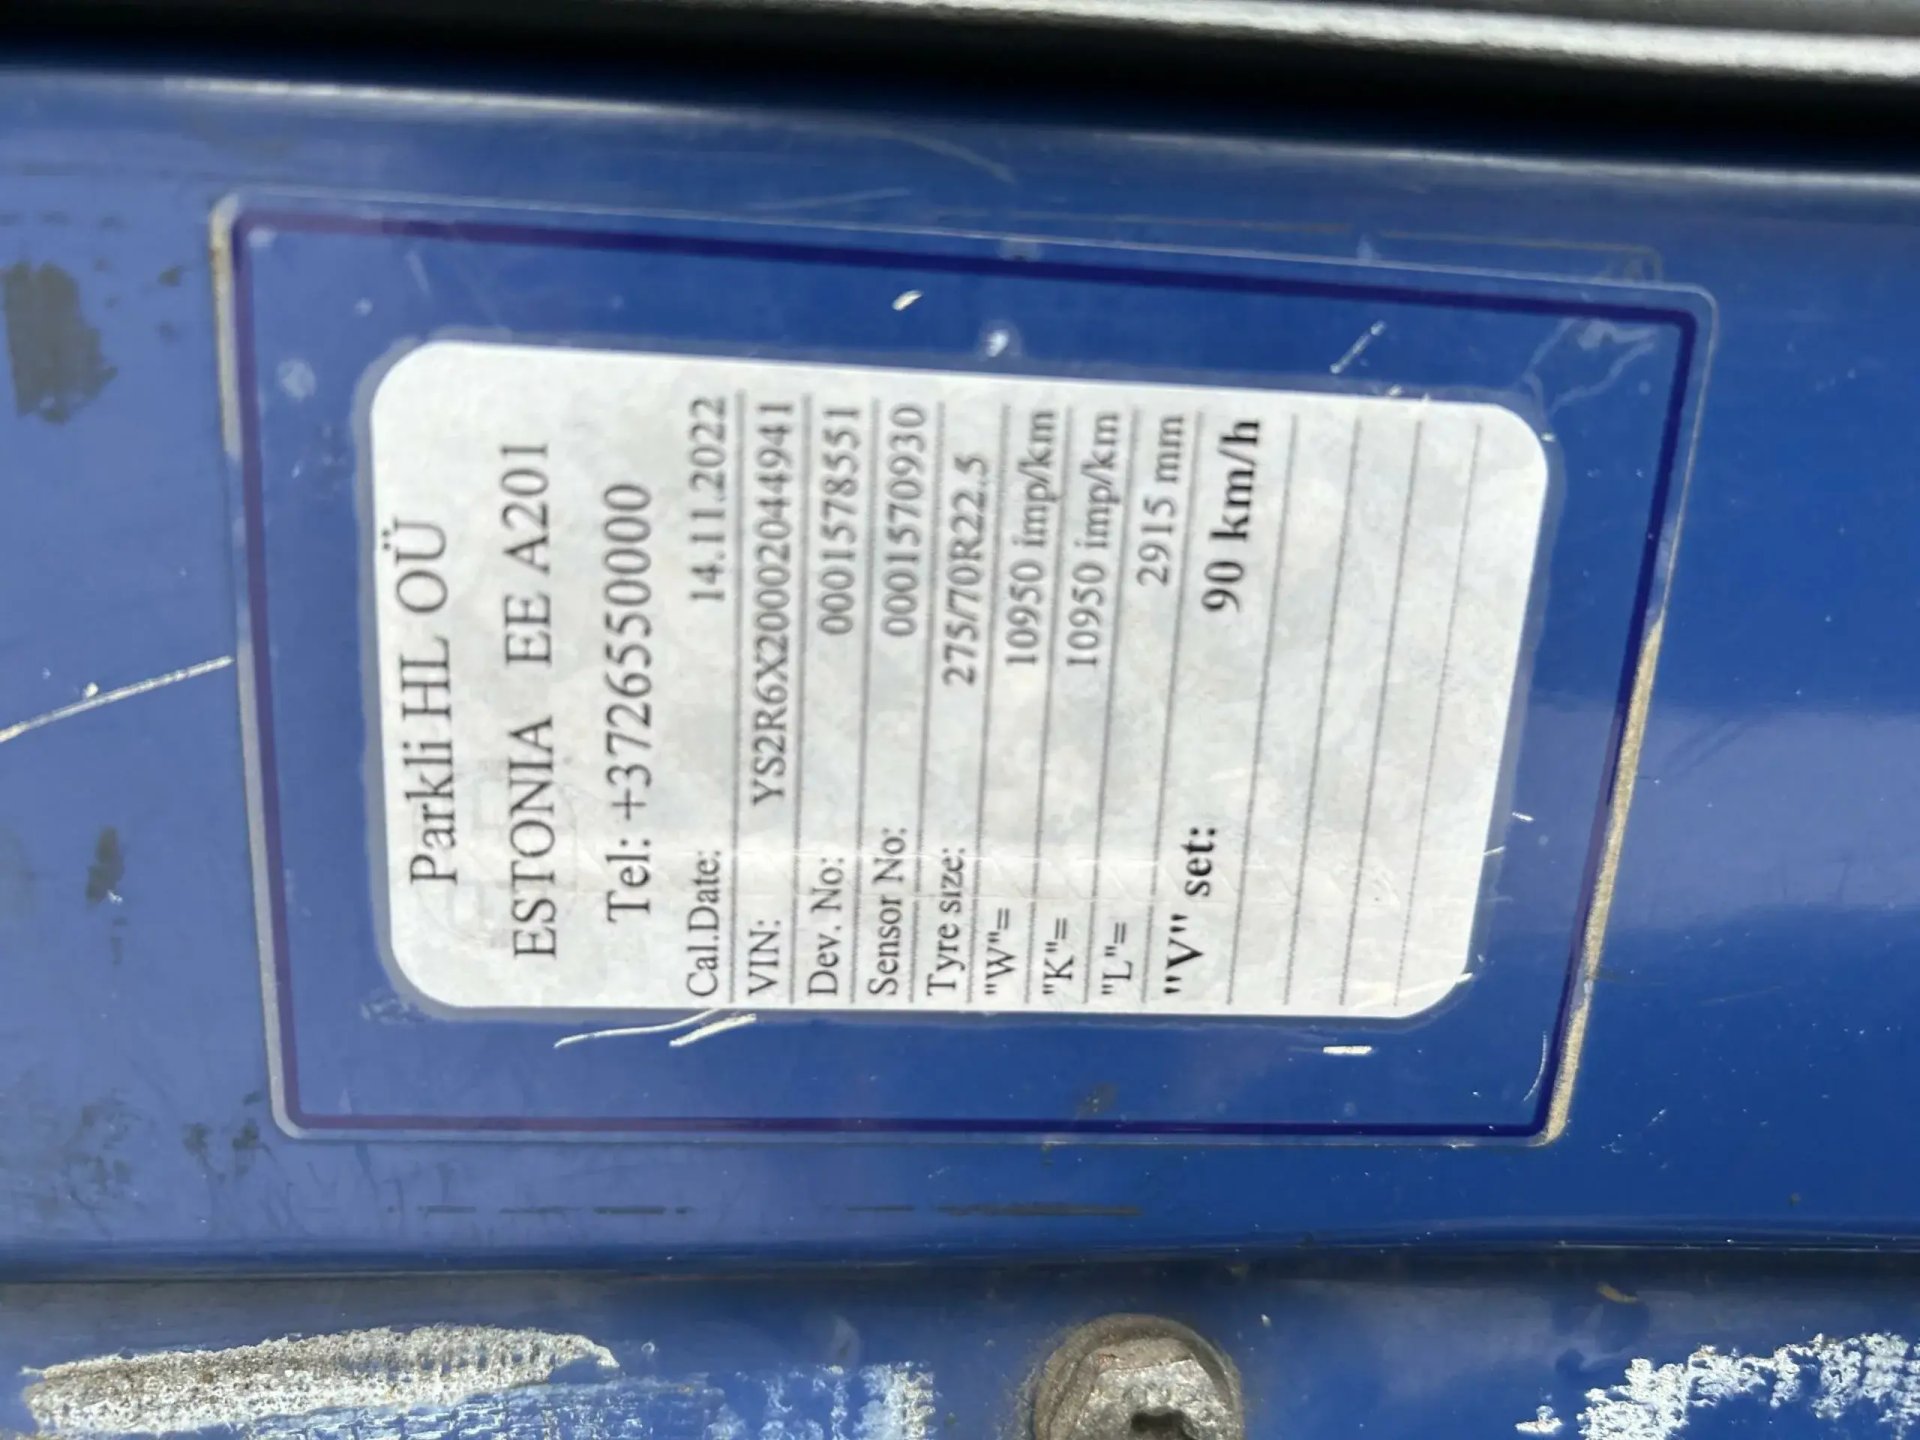 Parkli HL OÜ
ESTONIA EE A201
Tel: +3726550000
Cal.Date: 14.11.2022
VIN: YS2R6X20002044941
Dev. No: 0001578551
Sensor No: 0001570930
Tyre size: 275/70R22.5
"W"= 10950 imp/km
"K"= 10950 imp/km
"L"= 2915 mm
"V" set: 90 km/h